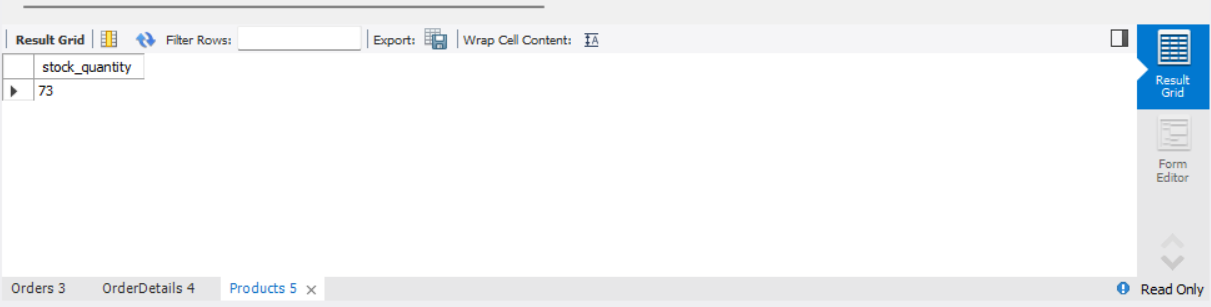 Result Grid Filter Rows: Export: Wrap Cell Content: IA
stock_quantity
73
Result
Grid
Form
Editor
Orders 3 OrderDetails 4 Products 5 ×
Read Only